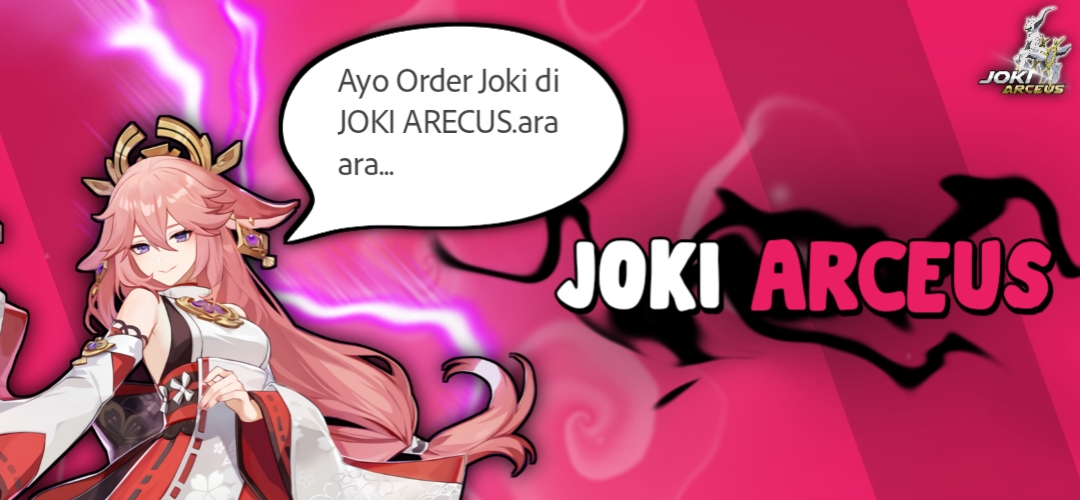 Ayo Order Joki di
JOKI ARECUS.ara
ara...
JOKI ARCEUS
JOKI
ARCEUS